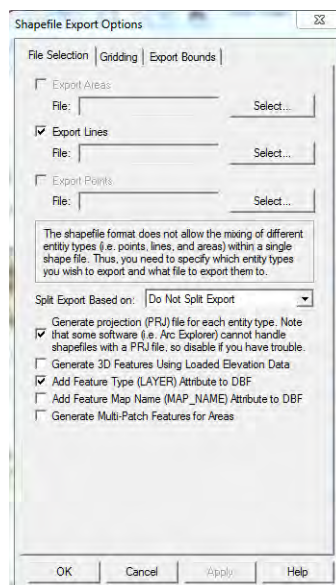 Shapefile Export Options
File Selection Gridding Export Bounds
Export Areas
File: Select...
Export Lines
File: Select...
Export Points
File: Select...
The shapefile format does not allow the mixing of different
entitiy types (i.e. points, lines, and areas) within a single
shape file. Thus, you need to specify which entity types
you wish to export and what file to export them to.
Split Export Based on: Do Not Split Export
Generate projection (PRJ) file for each entity type. Note
that some software (i.e. Arc Explorer) cannot handle
shapefiles with a PRJ file, so disable if you have trouble.
Generate 3D Features Using Loaded Elevation Data
Add Feature Type (LAYER) Attribute to DBF
Add Feature Map Name (MAP_NAME) Attribute to DBF
Generate Multi-Patch Features for Areas
OK Cancel Apply Help